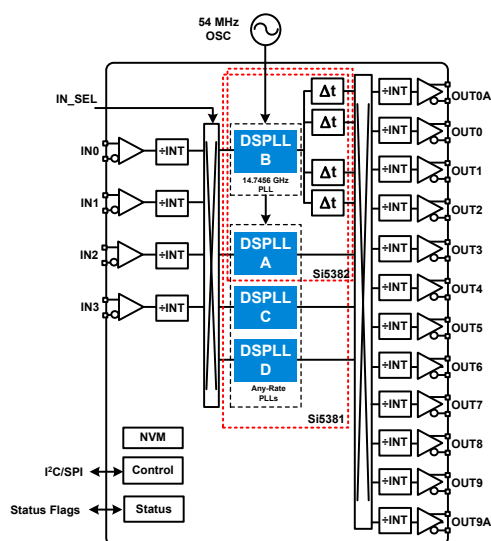 54 MHz
OSC
IN_SEL
IN0
÷INT
IN1
÷INT
IN2
÷INT
IN3
÷INT
DSPLL
B
14.7456 GHz
PLL
DSPLL
A
Si5382
DSPLL
C
DSPLL
D
Any-Rate
PLLs
Si5381
Δt
Δt
Δt
Δt
÷INT
OUT0A
÷INT
OUT0
÷INT
OUT1
÷INT
OUT2
÷INT
OUT3
÷INT
OUT4
÷INT
OUT5
÷INT
OUT6
÷INT
OUT7
÷INT
OUT8
÷INT
OUT9
÷INT
OUT9A
NVM
I²C/SPI
Control
Status Flags
Status